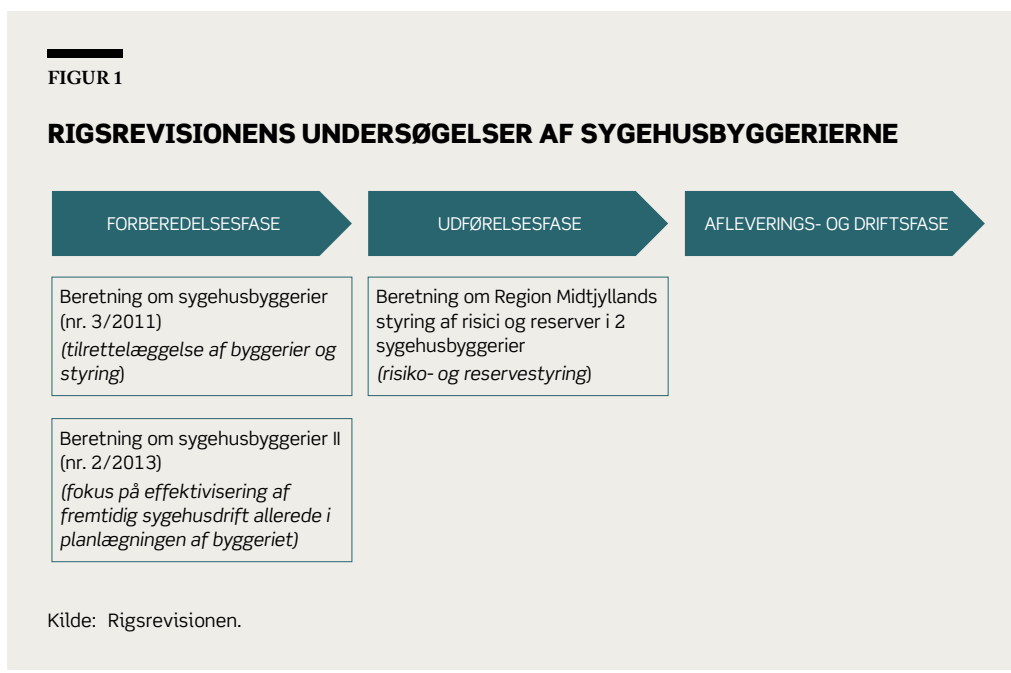 FIGUR 1
RIGSREVISIONENS UNDERSØGELSER AF SYGEHUSBYGGERIERNE
FORBEREDELSESFASE
UDFØRELSESFASE
AFLEVERINGS- OG DRIFTSFASE
Beretning om sygehusbyggerier
(nr. 3/2011)
(tilrettelæggelse af byggerier og
styring)
Beretning om Region Midtjyllands
styring af risici og reserver i 2
sygehusbyggerier
(risiko- og reservestyring)
Beretning om sygehusbyggerier II
(nr. 2/2013)
(fokus på effektivisering af
fremtidig sygehusdrift allerede i
planlægningen af byggeriet)
Kilde: Rigsrevisionen.